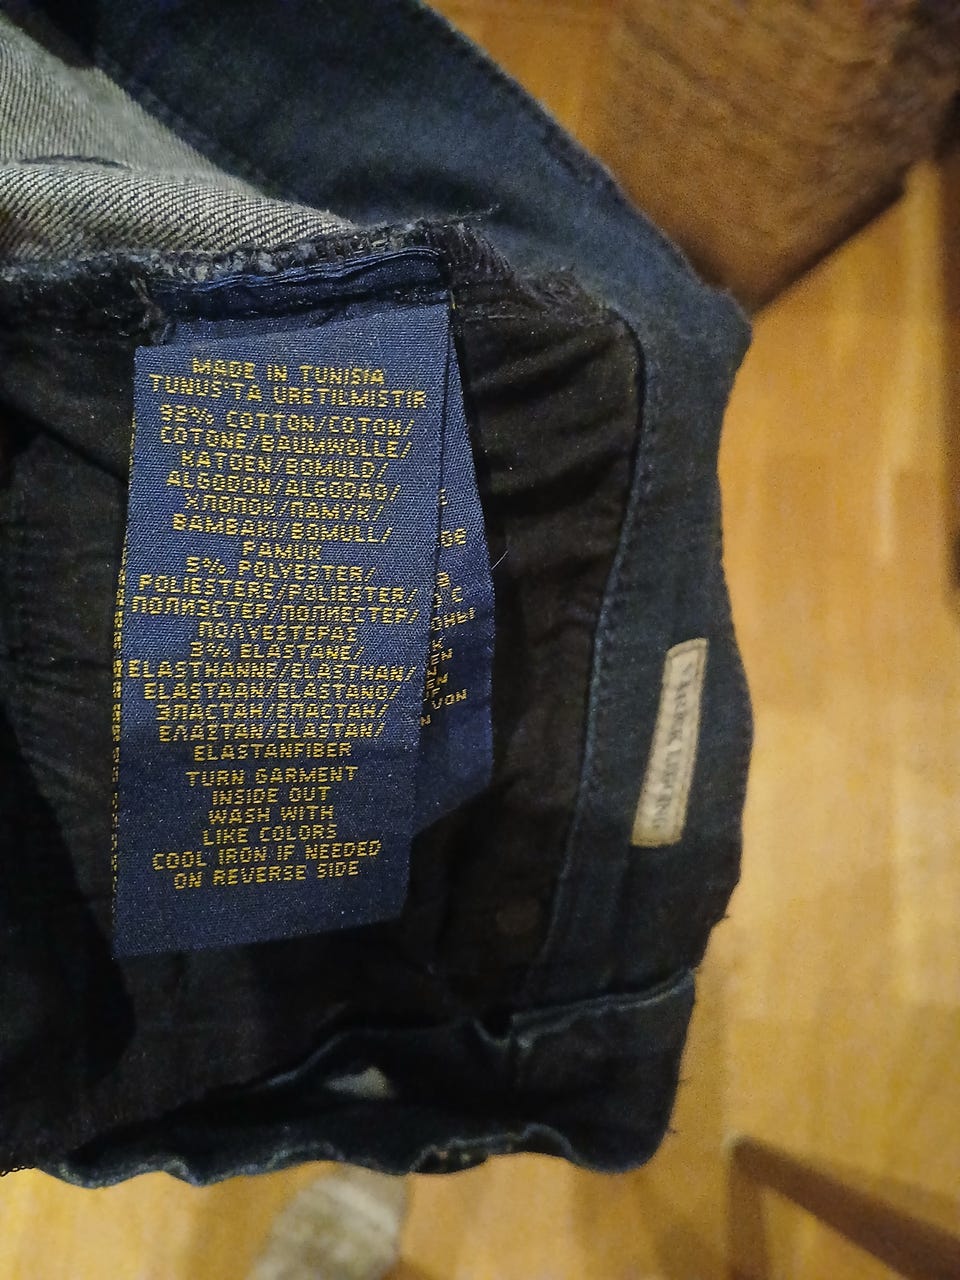 MADE IN TUNISIA
TUNUS'TA URETILMISTIR
92% COTTON/COTON/
COTONE/BAUMWOLLE/
KATOEN/BOMULD/
ALGODON/ALGODAO/
ХЛОПОК/ПАМУК/
BAMBAKI/BOMULL/
PAMUK
5% POLYESTER/
POLIESTERE/POLIESTER/
ПОЛИЭСТЕР/ПОЛИЕСТЕР/
ΠΟΛΥΕΣΤΕΡΑΣ
3% ELASTANE/
ELASTHANNE/ELASTHAN/
ELASTAAN/ELASTANO/
ЭЛАСТАН/ЕЛАСТАН/
ΕΛΑΣΤΑΝ/ELASTAN/
ELASTANFIBER
TURN GARMENT
INSIDE OUT
WASH WITH
LIKE COLORS
COOL IRON IF NEEDED
ON REVERSE SIDE